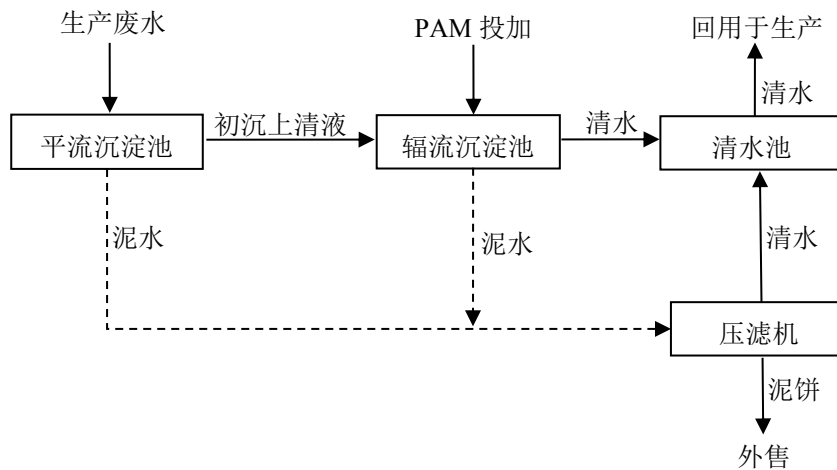 生产废水
PAM 投加
回用于生产
清水
平流沉淀池
初沉上清液
辐流沉淀池
清水
清水池
泥水
泥水
清水
压滤机
泥饼
外售